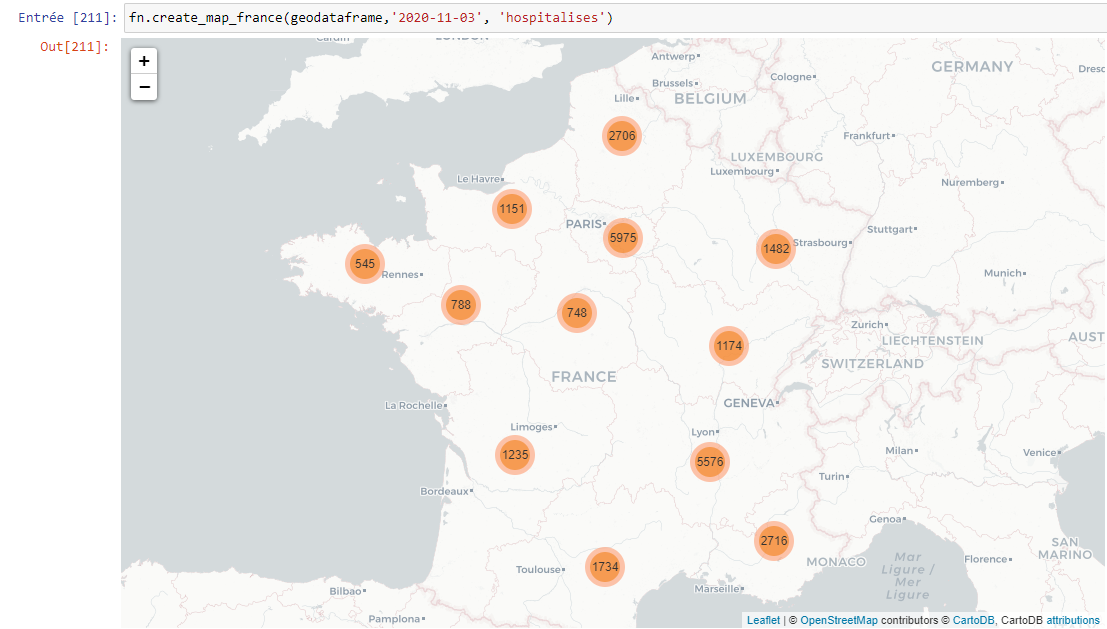 Entrée [211]: fn.create_map_france(geodataframe,'2020-11-03', 'hospitalises')
Out[211]:
+
−
Cardiff
LONDON
Antwerp
Brussels
Cologne
GERMANY
Lille
BELGIUM
2706
Frankfurt
LUXEMBOURG
Luxembourg
Le Havre
Nuremberg
1151
PARIS
5975
1482
Strasbourg
Stuttgart
545
Rennes
Munich
788
748
Zurich
1174
LIECHTENSTEIN
AUST
SWITZERLAND
FRANCE
GENEVA
La Rochelle
Limoges
Lyon
1235
5576
Milan
Venice
Turin
Bordeaux
Genoa
2716
SAN
MARINO
MONACO
Mar
Ligure /
Mer
Ligure
Florence
1734
Toulouse
Marseille
Bilbao
Pamplona
Leaflet | © OpenStreetMap contributors © CartoDB, CartoDB attributions